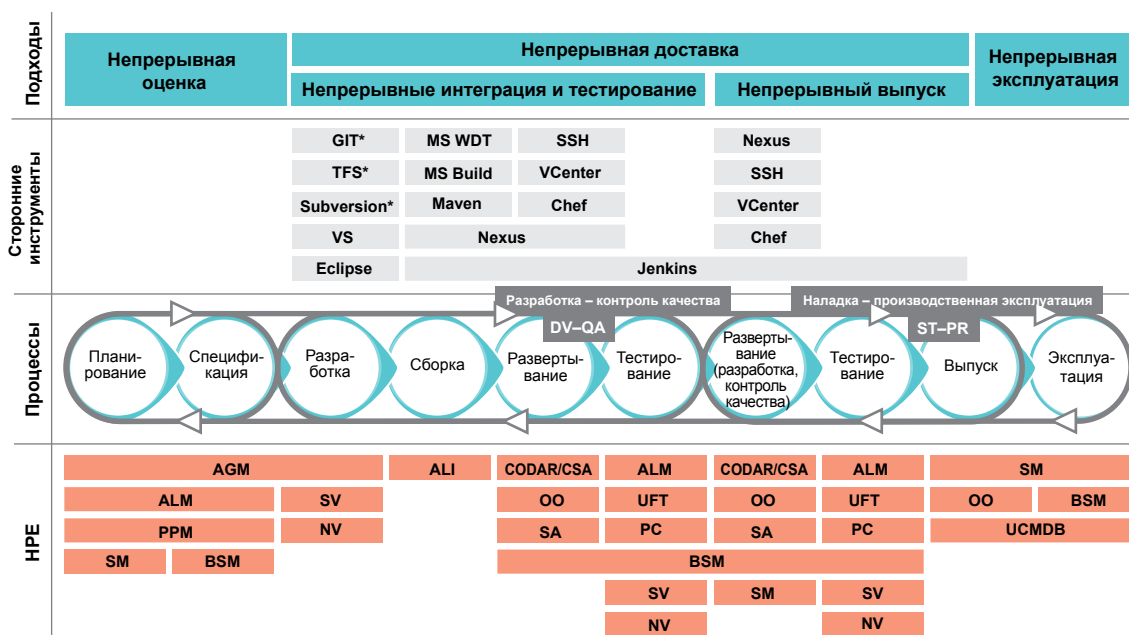 Подходы
Непрерывная
оценка
Непрерывная доставка
Непрерывные интеграция и тестирование
Непрерывный выпуск
Непрерывная
эксплуатация
Сторонние
инструменты
GIT*
MS WDT
SSH
Nexus
TFS*
MS Build
VCenter
SSH
Subversion*
Maven
Chef
VCenter
VS
Nexus
Chef
Eclipse
Jenkins
Процессы
Разработка – контроль качества
DV–QA
Наладка – производственная эксплуатация
ST–PR
Плани-
рование
Специфи-
кация
Разра-
ботка
Сборка
Разверты-
вание
Тестиро-
вание
Разверты-
вание
(разработка,
контроль
качества)
Тестиро-
вание
Выпуск
Эксплуа-
тация
HPE
AGM
ALI
CODAR/CSA
ALM
CODAR/CSA
ALM
SM
ALM
SV
OO
UFT
OO
UFT
OO
BSM
PPM
NV
SA
PC
SA
PC
UCMDB
SM
BSM
BSM
SV
SM
SV
NV
NV